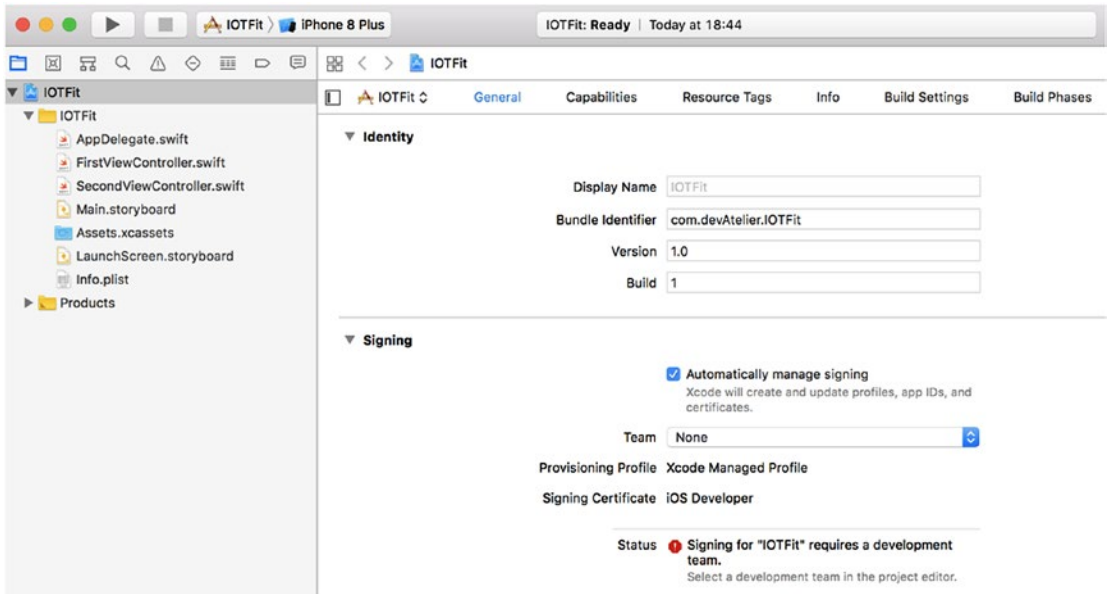 IOTFit 〉 iPhone 8 Plus
IOTFit: Ready | Today at 18:44
IOTFit
IOTFit
IOTFit General Capabilities Resource Tags Info Build Settings Build Phases
IOTFit
AppDelegate.swift
FirstViewController.swift
SecondViewController.swift
Main.storyboard
Assets.xcassets
LaunchScreen.storyboard
Info.plist
Products
Identity
Display Name IOTFit
Bundle Identifier com.devAtelier.IOTFit
Version 1.0
Build 1
Signing
Automatically manage signing
Xcode will create and update profiles, app IDs, and
certificates.
Team None
Provisioning Profile Xcode Managed Profile
Signing Certificate iOS Developer
Status Signing for "IOTFit" requires a development
team.
Select a development team in the project editor.